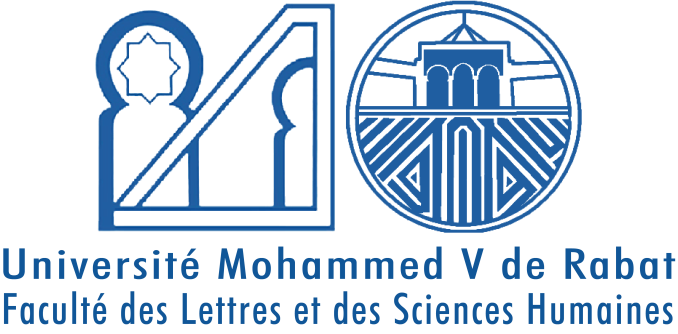 Université Mohammed V de Rabat
Faculté des Lettres et des Sciences Humaines